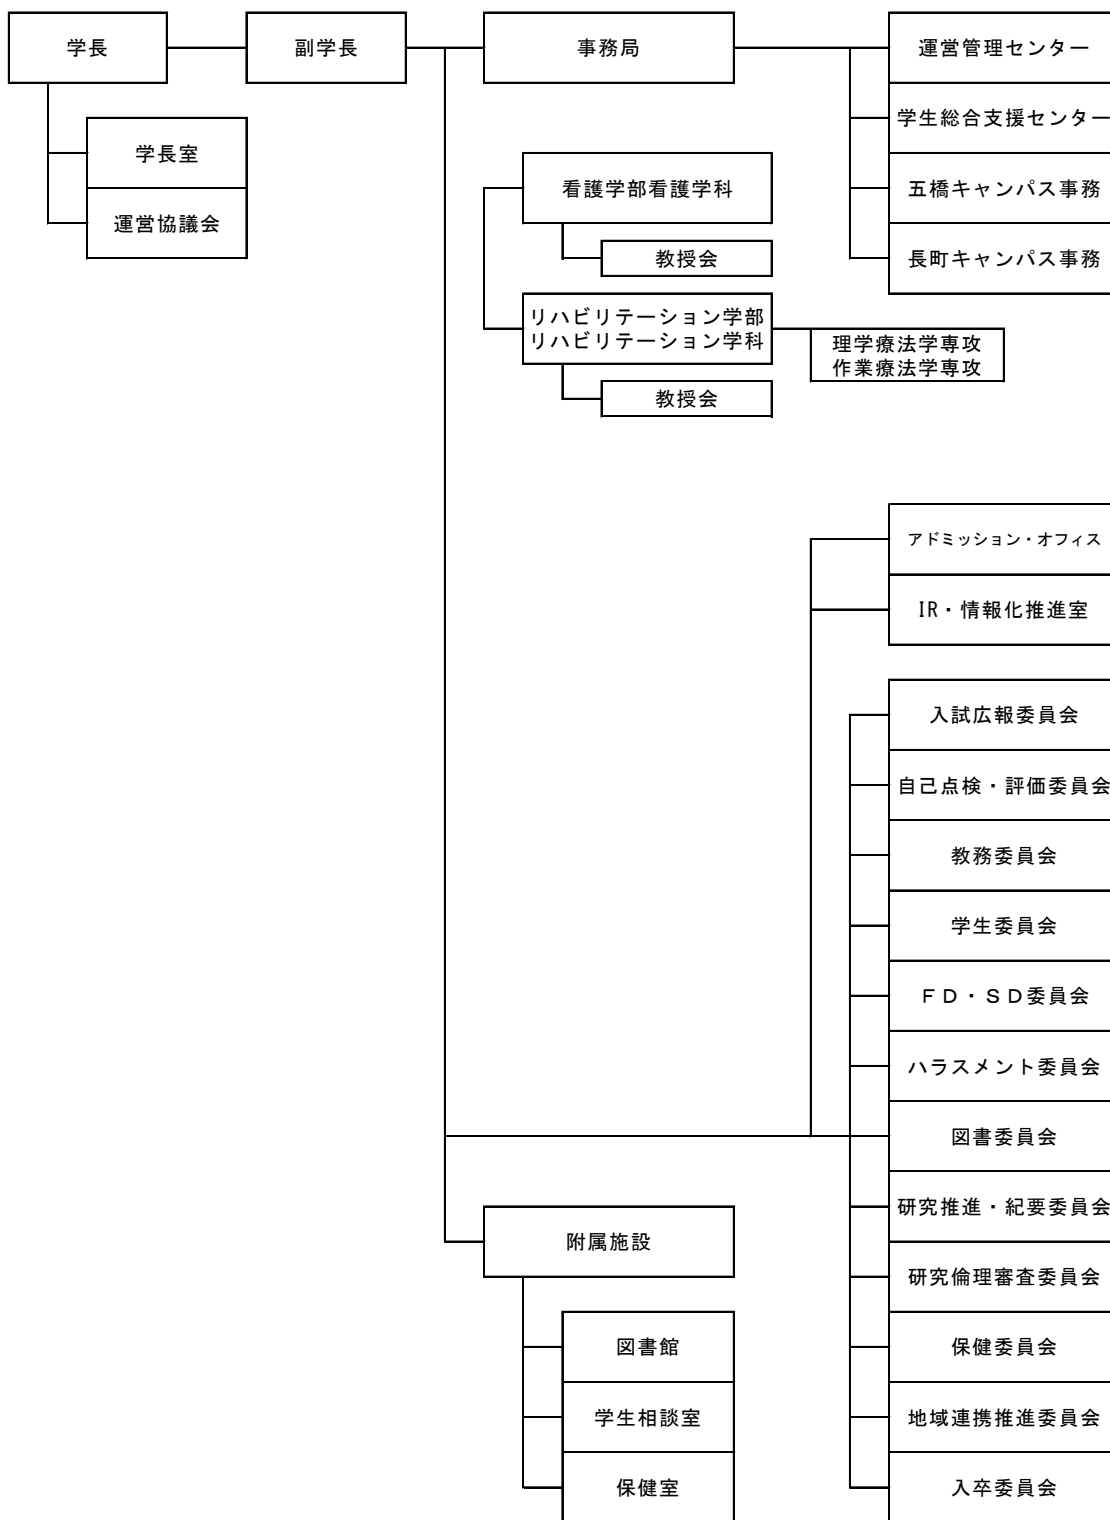 学長
副学長
事務局
運営管理センター
学生総合支援センター
五橋キャンパス事務
長町キャンパス事務
学長室
運営協議会
看護学部看護学科
教授会
リハビリテーション学部
リハビリテーション学科
理学療法学専攻
作業療法学専攻
教授会
アドミッション・オフィス
IR・情報化推進室
入試広報委員会
自己点検・評価委員会
教務委員会
学生委員会
ＦＤ・ＳＤ委員会
ハラスメント委員会
図書委員会
研究推進・紀要委員会
研究倫理審査委員会
保健委員会
地域連携推進委員会
入卒委員会
附属施設
図書館
学生相談室
保健室